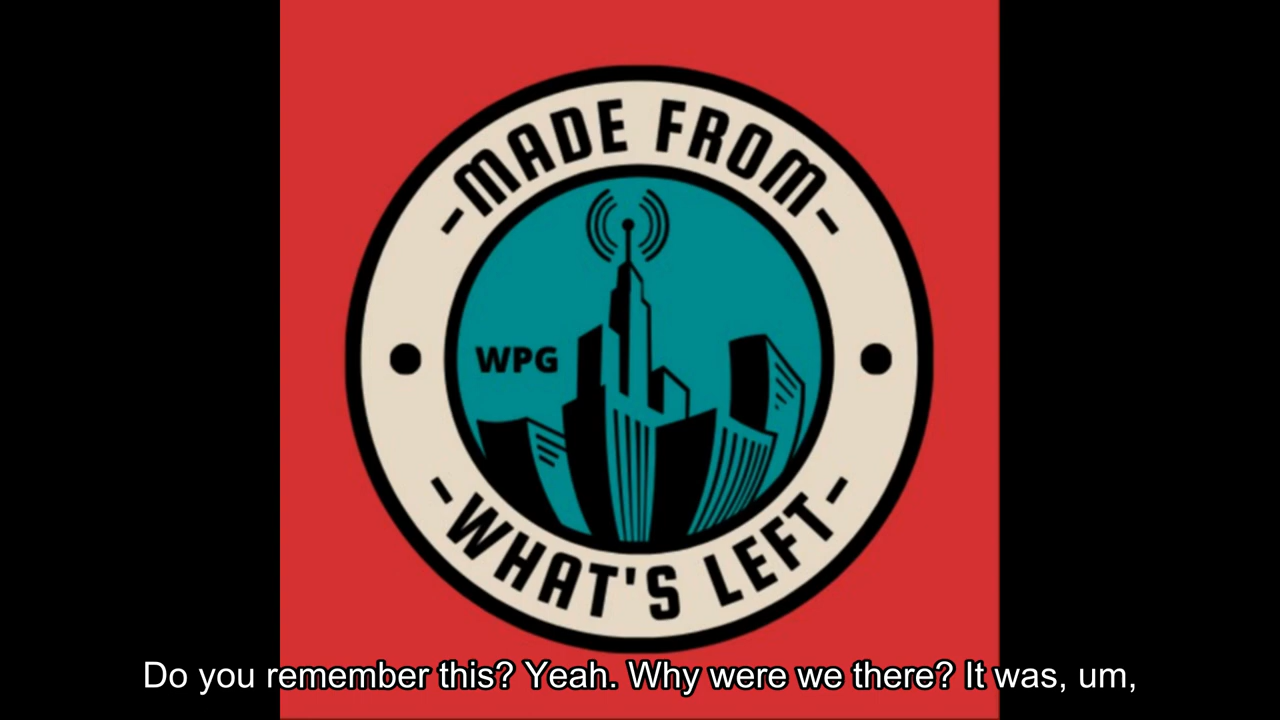 -MADE FROM-
WPG
-WHAT'S LEFT-
Do you remember this? Yeah. Why were we there? It was, um,